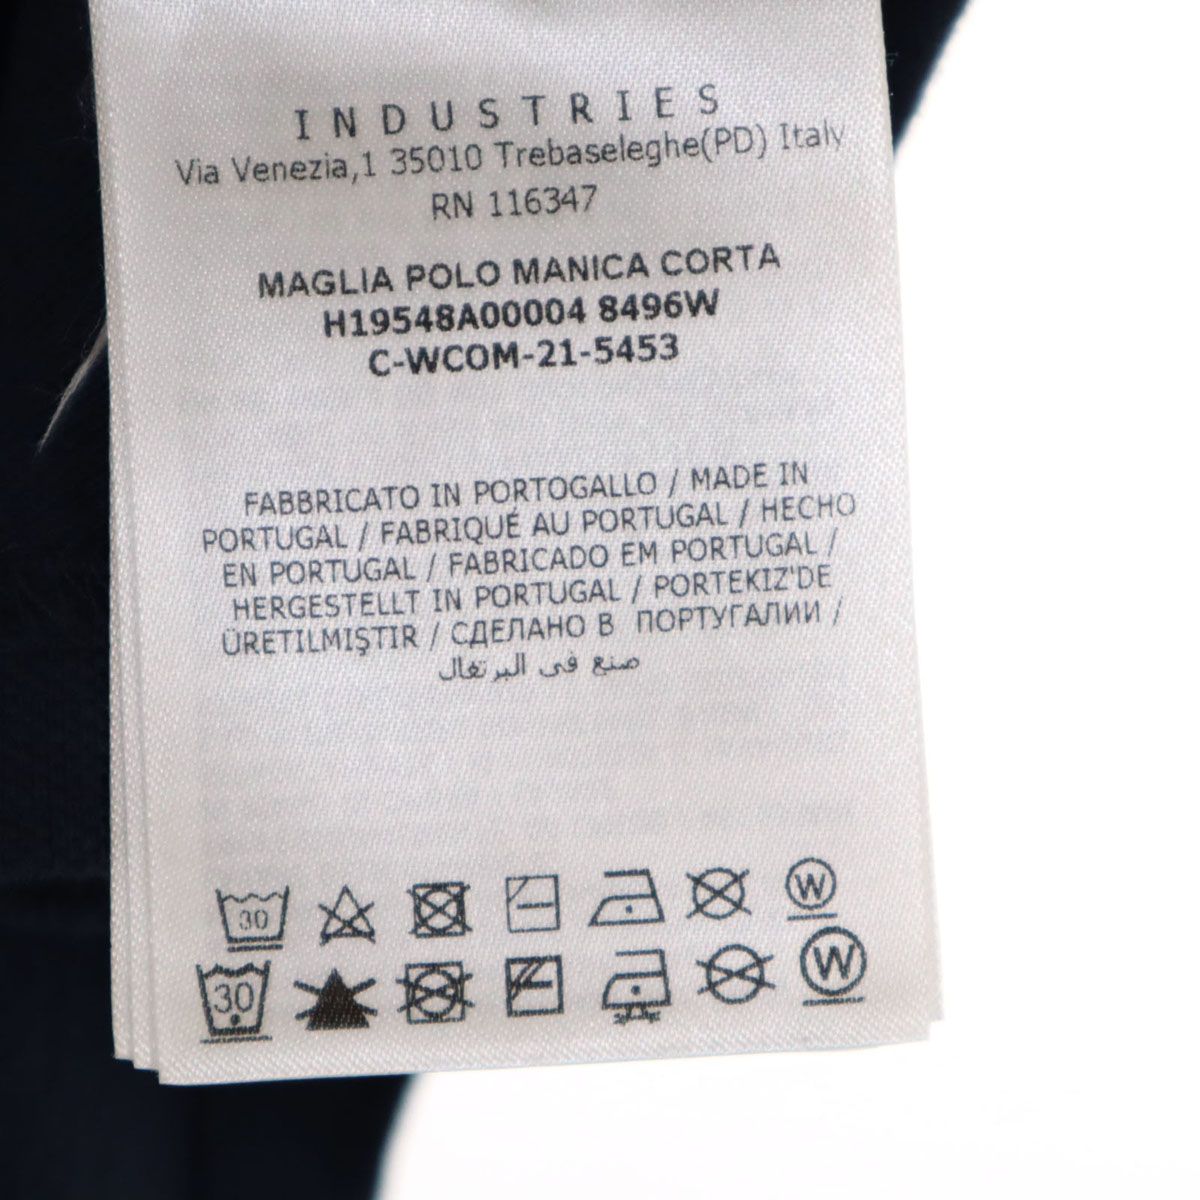 INDUSTRIES
Via Venezia,1 35010 Trebaseleghe(PD) Italy
RN 116347
MAGLIA POLO MANICA CORTA
H19548A00004 8496W
C-WCOM-21-5453
FABBRICATO IN PORTOGALLO / MADE IN
PORTUGAL / FABRIQUÉ AU PORTUGAL / HECHO
EN PORTUGAL / FABRICADO EM PORTUGAL /
HERGESTELLT IN PORTUGAL / PORTEKIZ'DE
ÜRETILMIŞTIR / СДЕЛАНО В ПОРТУГАЛИИ /
صنع في البرتغال
30 W
30 W